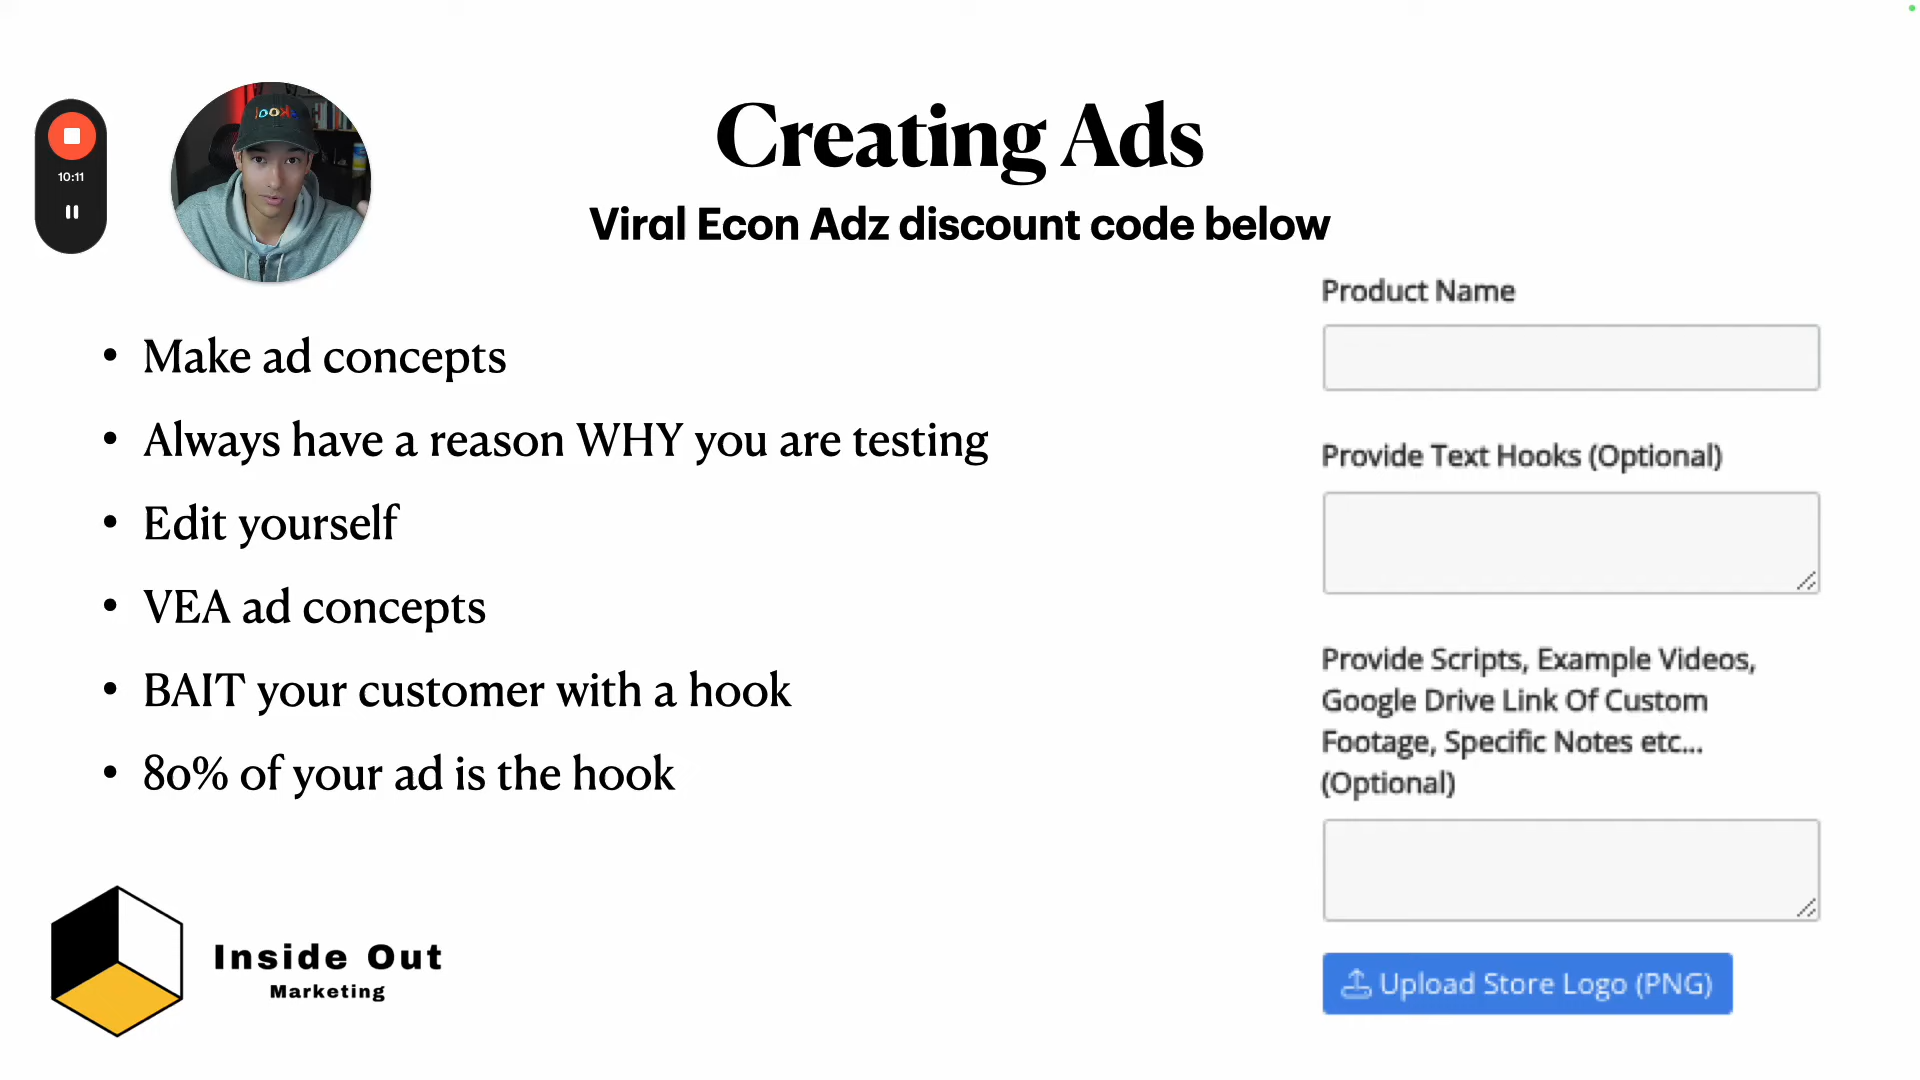 Creating Ads
Viral Econ Adz discount code below
10:11
• Make ad concepts
• Always have a reason WHY you are testing
• Edit yourself
• VEA ad concepts
• BAIT your customer with a hook
• 80% of your ad is the hook
Product Name
Provide Text Hooks (Optional)
Provide Scripts, Example Videos,
Google Drive Link Of Custom
Footage, Specific Notes etc...
(Optional)
Upload Store Logo (PNG)
Inside Out
Marketing